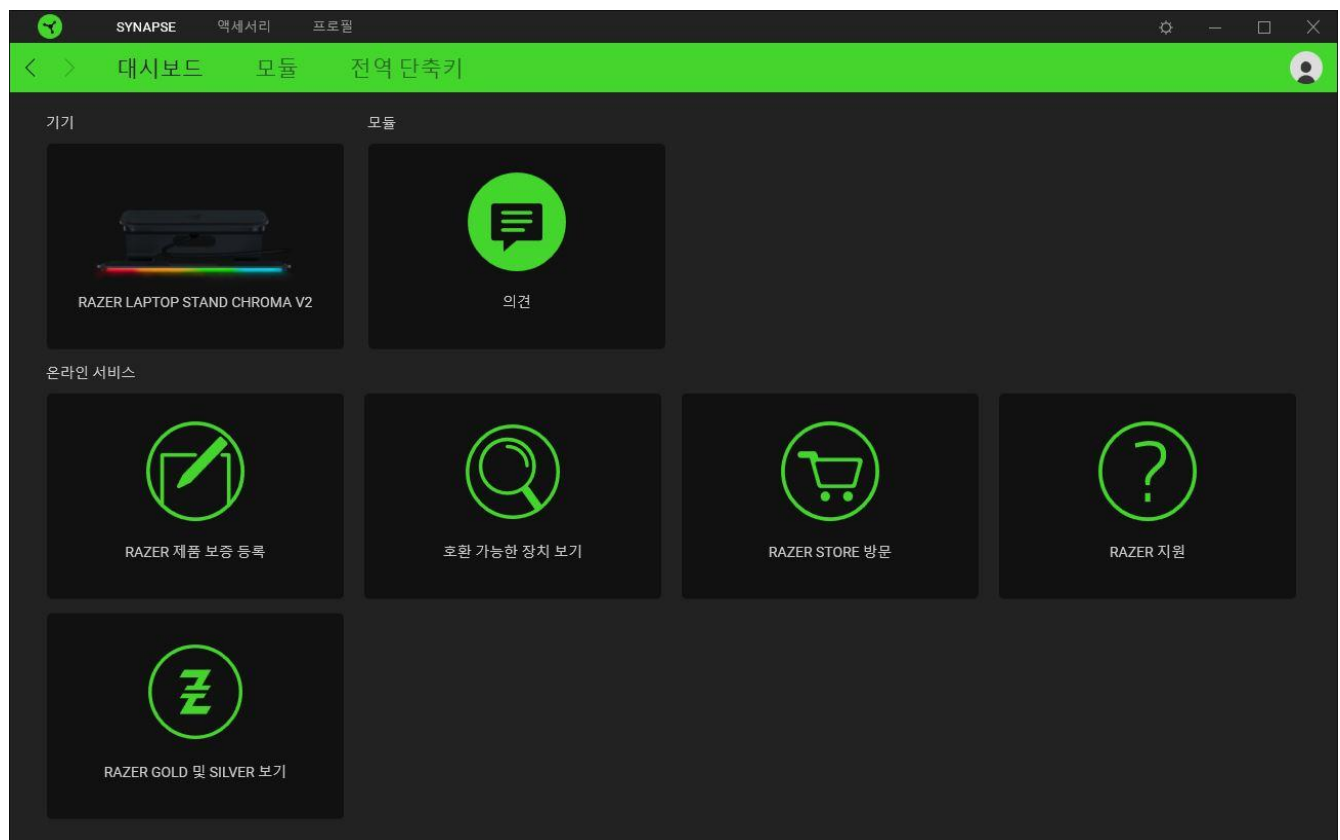 SYNAPSE 액세서리 프로필
대시보드 모듈 전역 단축키
기기 모듈
RAZER LAPTOP STAND CHROMA V2 의견
온라인 서비스
RAZER 제품 보증 등록 호환 가능한 장치 보기 RAZER STORE 방문 RAZER 지원
RAZER GOLD 및 SILVER 보기